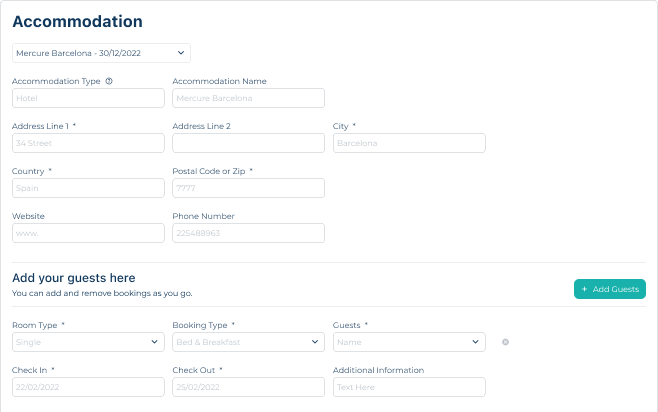 Accommodation
Mercure Barcelona - 30/12/2022
Accommodation Type Accommodation Name
Hotel Mercure Barcelona
Address Line 1 * Address Line 2 City *
34 Street Barcelona
Country * Postal Code or Zip *
Spain 7777
Website Phone Number
www. 225488963
Add your guests here
You can add and remove bookings as you go.
+ Add Guests
Room Type * Booking Type * Guests *
Single Bed & Breakfast Name
Check In * Check Out * Additional Information
22/02/2022 25/02/2022 Text Here